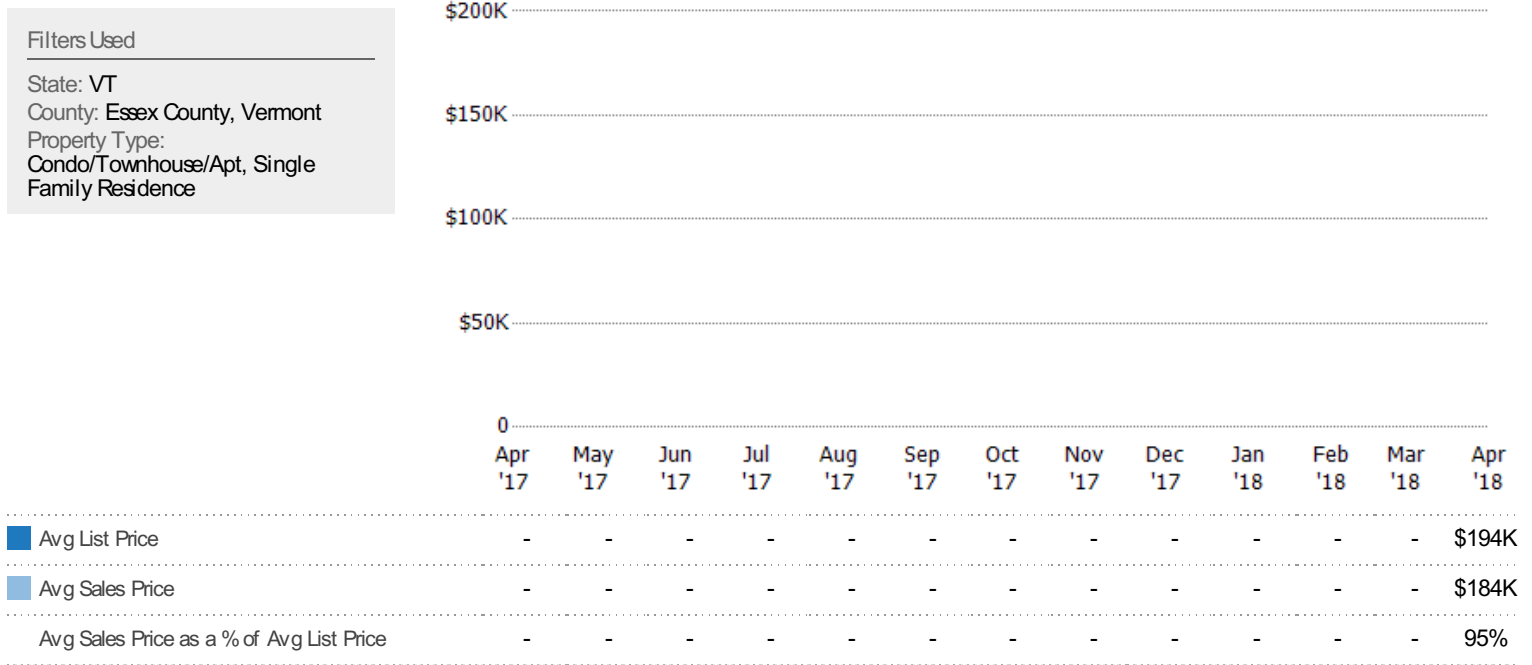 Filters Used
State: VT
County: Essex County, Vermont
Property Type:
Condo/Townhouse/Apt, Single
Family Residence
$200K
$150K
$100K
$50K
0
Apr May Jun Jul Aug Sep Oct Nov Dec Jan Feb Mar Apr
'17 '17 '17 '17 '17 '17 '17 '17 '17 '18 '18 '18 '18
Avg List Price - - - - - - - - - - - - $194K
Avg Sales Price - - - - - - - - - - - - $184K
Avg Sales Price as a % of Avg List Price - - - - - - - - - - - - 95%